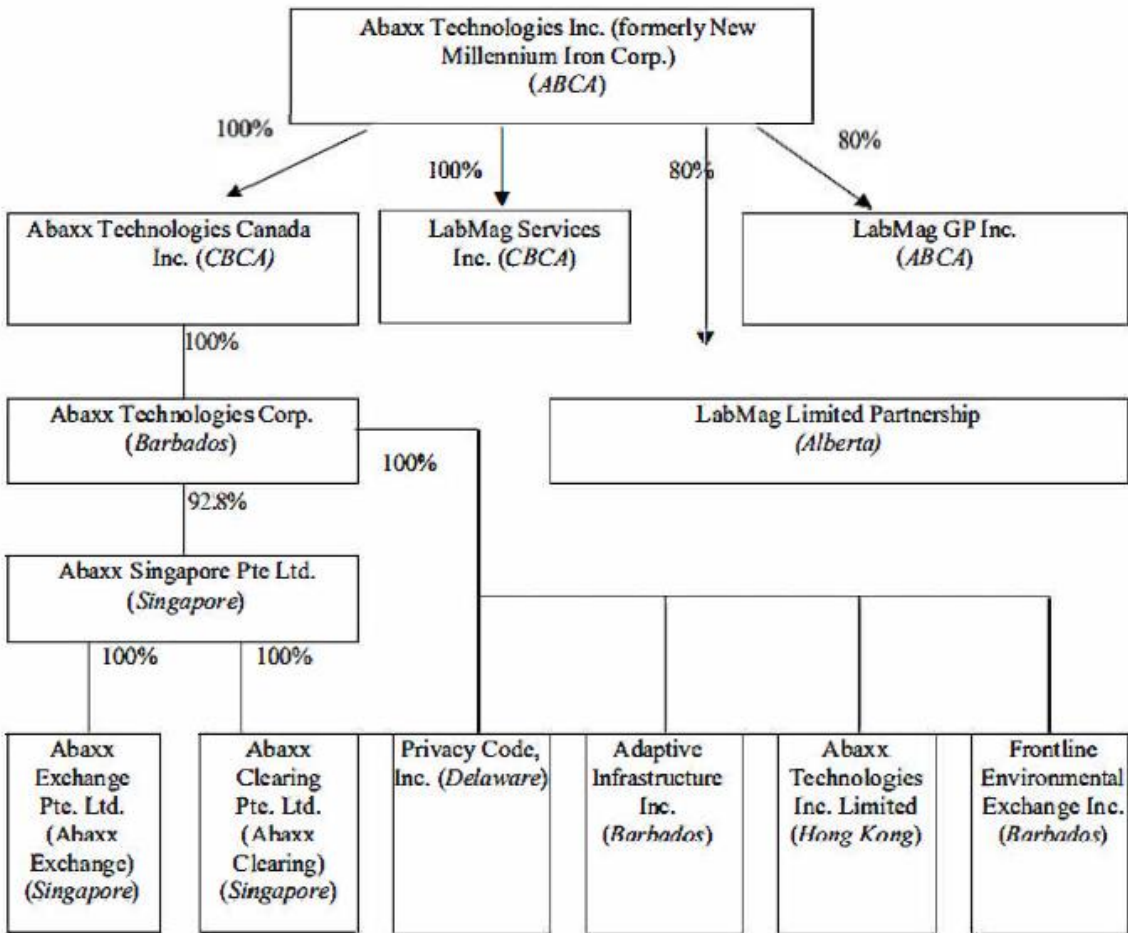 Abaxx Technologies Inc. (formerly New
Millennium Iron Corp.)
(ABCA)
100%
100%
80%
80%
Abaxx Technologies Canada
Inc. (CBCA)
LabMag Services
Inc. (CBCA)
LabMag GP Inc.
(ABCA)
100%
Abaxx Technologies Corp.
(Barbados)
100%
LabMag Limited Partnership
(Alberta)
92.8%
Abaxx Singapore Pte Ltd.
(Singapore)
100%
100%
Abaxx
Exchange
Pte. Ltd.
(Abaxx
Exchange)
(Singapore)
Abaxx
Clearing
Pte. Ltd.
(Abaxx
Clearing)
(Singapore)
Privacy Code,
Inc. (Delaware)
Adaptive
Infrastructure
Inc.
(Barbados)
Abaxx
Technologies
Inc. Limited
(Hong Kong)
Frontline
Environmental
Exchange Inc.
(Barbados)